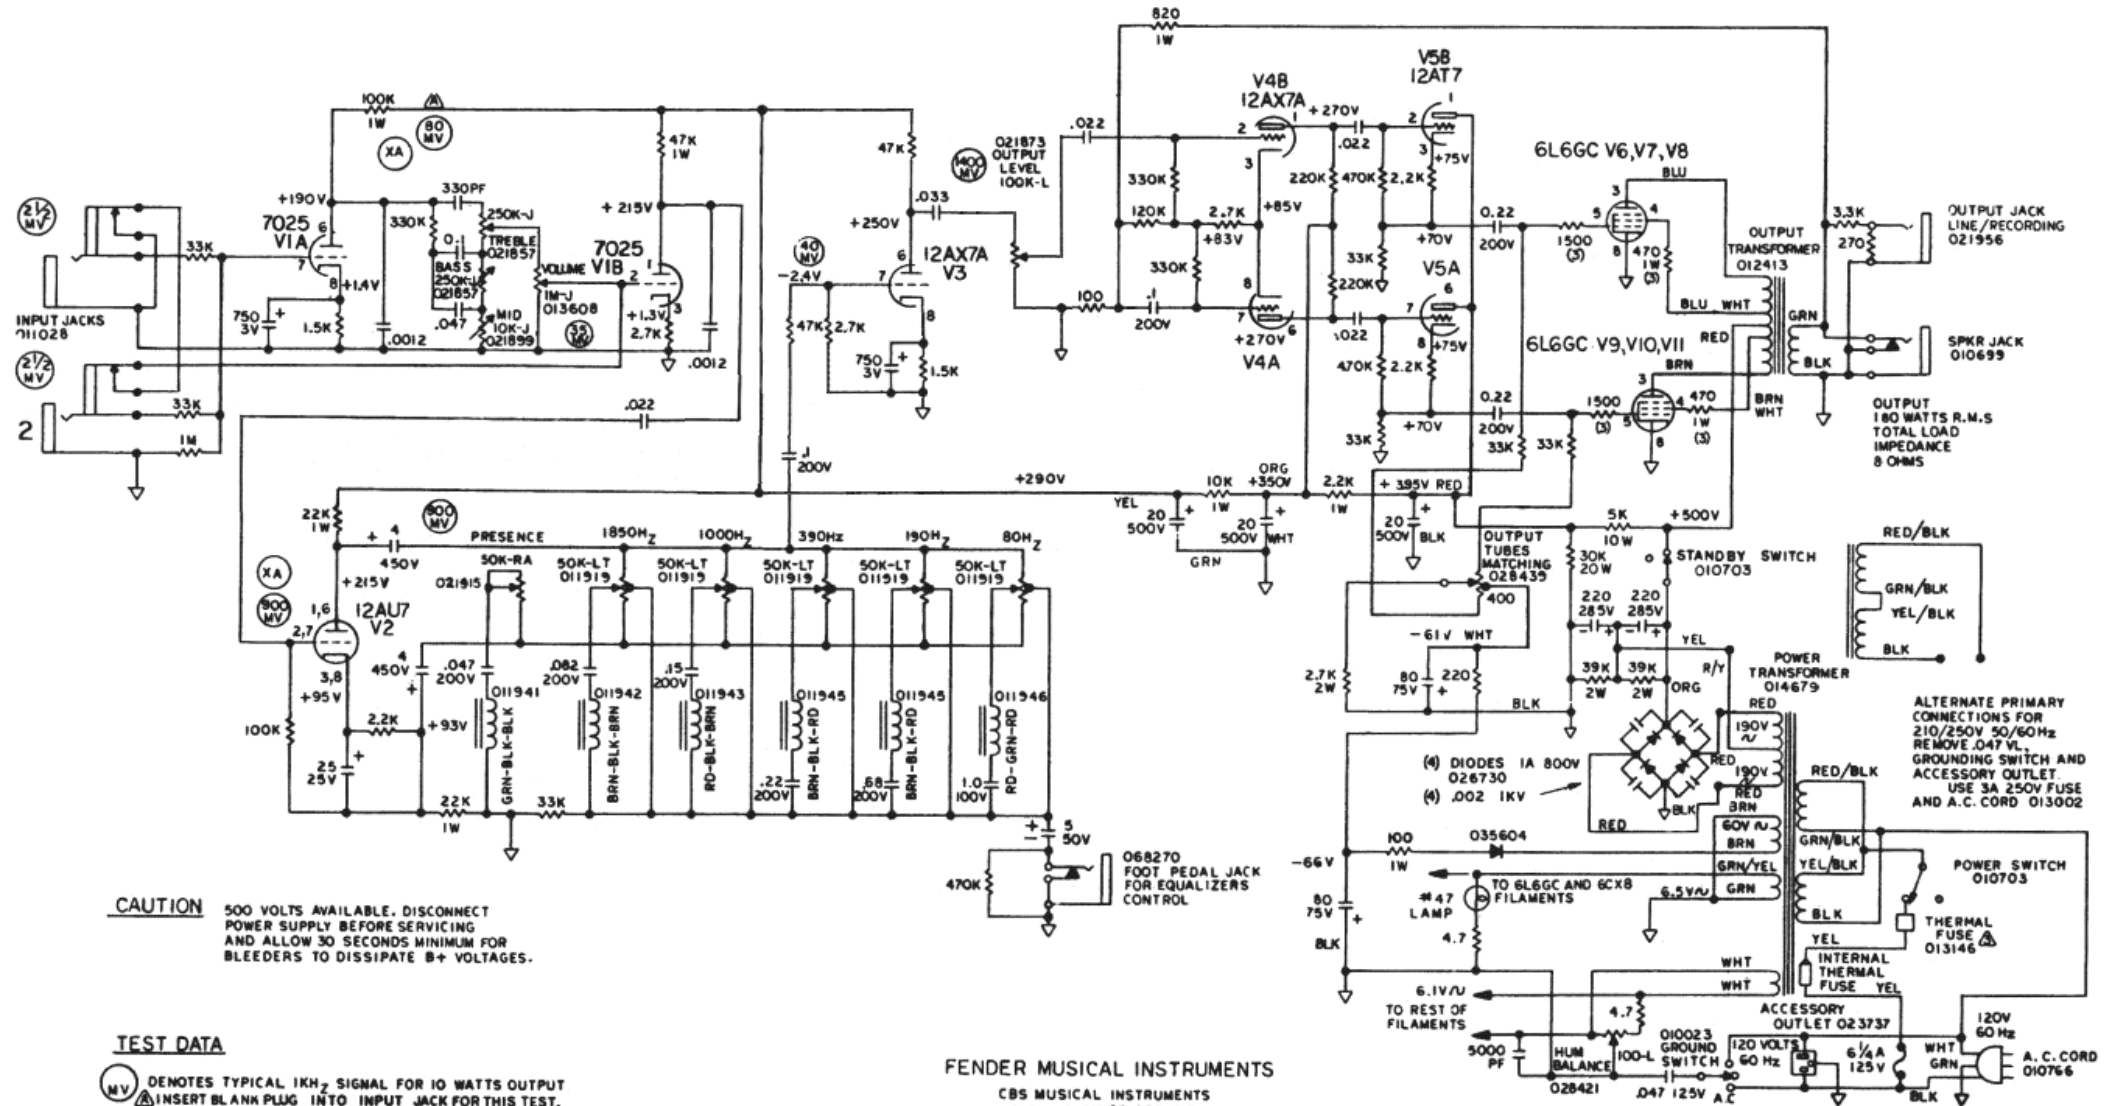 820
1W
V5B
12AT7
V4B
12AX7A
100K
1W
80
MV
XA
47K
1W
47K
1400
MV
021873
OUTPUT
LEVEL
100K-L
.022
+270V
.022
+75V
6L6GC V6,V7,V8
BLU
2 1/2
MV
+190V
330PF
330K
250K-J
TREBLE
021857
0.1
BASS
250K-J
021857
.047
MID
10K-J
021899
7025
V1A
33K
+1.4V
750
3V
1.5K
.0012
INPUT JACKS
011028
VOLUME
1M-J
013608
35
MV
+215V
7025
V1B
+1.3V
2.7K
.0012
40
MV
-2.4V
+250V
.033
12AX7A
V3
47K
2.7K
750
3V
1.5K
330K
120K
2.7K
+85V
+83V
330K
100
.1
200V
220K
470K
2.2K
220K
33K
+70V
0.22
200V
1500
(3)
470
1W
(3)
V5A
+75V
+270V
V4A
.022
470K
2.2K
33K
+70V
0.22
200V
33K
33K
1500
(3)
470
1W
(3)
6L6GC V9,V10,V11
OUTPUT
TRANSFORMER
012413
BLU WHT
RED
BRN
BRN
WHT
GRN
BLK
3.3K
270
OUTPUT JACK
LINE/RECORDING
021956
SPKR JACK
010699
OUTPUT
180 WATTS R.M.S
TOTAL LOAD
IMPEDANCE
8 OHMS
2 1/2
MV
2
33K
1M
.022
.1
200V
+290V
YEL
10K
1W
ORG
+350V
2.2K
1W
+395V RED
20
500V
20
500V
WHT
20
500V
BLK
GRN
5K
10W
+500V
STANDBY SWITCH
010703
OUTPUT
TUBES
MATCHING
028439
400
30K
20W
220
285V
220
285V
39K
2W
39K
2W
YEL
R/Y
ORG
-61V WHT
80
75V
220
2.7K
2W
BLK
22K
1W
4
450V
900
MV
PRESENCE
50K-RA
021915
1850HZ
50K-LT
011919
1000HZ
50K-LT
011919
390Hz
50K-LT
011919
190HZ
50K-LT
011919
80HZ
50K-LT
011919
XA
900
MV
+215V
1,6
12AU7
V2
2,7
3,8
+95V
100K
25
25V
2.2K
+93V
4
450V
.047
200V
011941
GRN-BLK-BLK
.082
200V
011942
BRN-BLK-BRN
.15
200V
011943
RD-BLK-BRN
011945
BRN-BLK-RD
.22
200V
011945
BRN-BLK-RD
.68
200V
011946
RD-GRN-RD
1.0
100V
22K
1W
33K
5
50V
470K
068270
FOOT PEDAL JACK
FOR EQUALIZERS
CONTROL
POWER
TRANSFORMER
014679
RED
190V
190V
RED
RED
BRN
60V
BRN
GRN/YEL
GRN
6.5V
BLK
RED
(4) DIODES 1A 800V
026730
(4) .002 1KV
100
1W
035604
-66V
80
75V
BLK
TO 6L6GC AND 6CX8
FILAMENTS
#47
LAMP
4.7
WHT
WHT
6.1V
TO REST OF
FILAMENTS
4.7
5000
PF
HUM
BALANCE
028421
100-L
010023
GROUND
SWITCH
.047 125V
A.C
ACCESSORY
OUTLET 023737
120 VOLTS
60 Hz
6 1/4 A
125V
120V
60 Hz
WHT
GRN
BLK
A.C. CORD
010766
RED/BLK
GRN/BLK
YEL/BLK
BLK
RED/BLK
GRN/BLK
YEL/BLK
BLK
ALTERNATE PRIMARY
CONNECTIONS FOR
210/250V 50/60Hz
REMOVE .047 VL,
GROUNDING SWITCH AND
ACCESSORY OUTLET.
USE 3A 250V FUSE
AND A.C. CORD 013002
POWER SWITCH
010703
THERMAL
FUSE
013146
YEL
INTERNAL
THERMAL
FUSE
YEL
CAUTION
500 VOLTS AVAILABLE. DISCONNECT
POWER SUPPLY BEFORE SERVICING
AND ALLOW 30 SECONDS MINIMUM FOR
BLEEDERS TO DISSIPATE B+ VOLTAGES.
TEST DATA
MV DENOTES TYPICAL 1KHZ SIGNAL FOR 10 WATTS OUTPUT
INSERT BLANK PLUG INTO INPUT JACK FOR THIS TEST.
FENDER MUSICAL INSTRUMENTS
CBS MUSICAL INSTRUMENTS